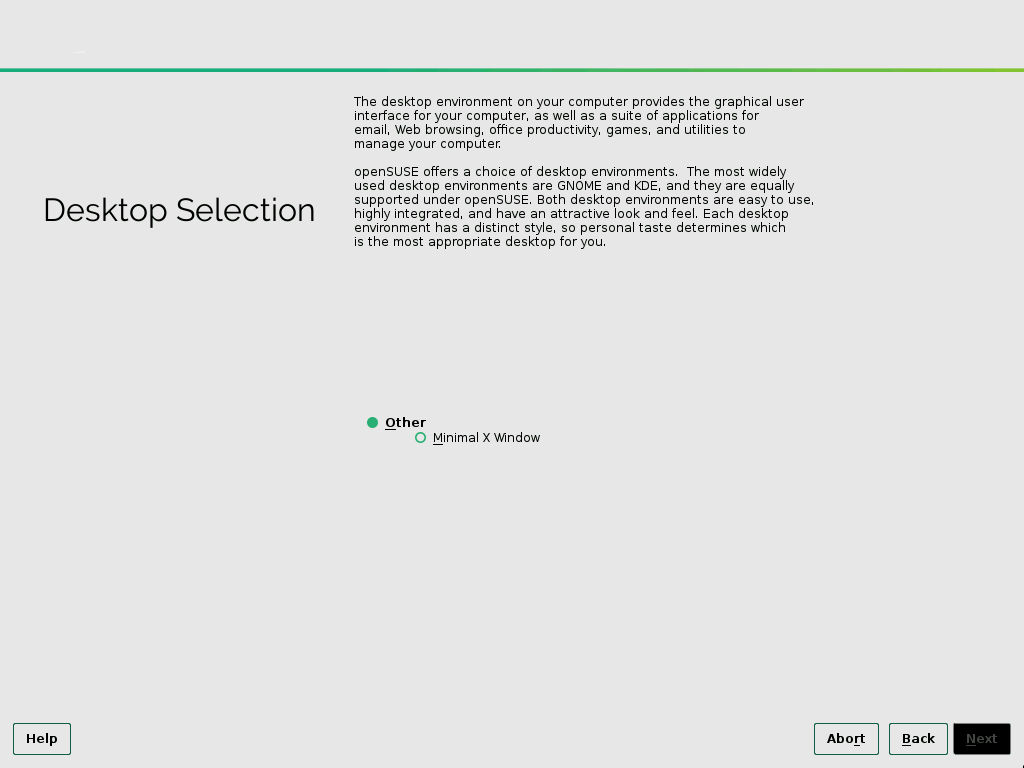 The desktop environment on your computer provides the graphical user
interface for your computer, as well as a suite of applications for
email, Web browsing, office productivity, games, and utilities to
manage your computer.
openSUSE offers a choice of desktop environments.  The most widely
used desktop environments are GNOME and KDE, and they are equally
supported under openSUSE. Both desktop environments are easy to use,
highly integrated, and have an attractive look and feel. Each desktop
environment has a distinct style, so personal taste determines which
is the most appropriate desktop for you.
Desktop Selection
Other
Minimal X Window
Help
Abort
Back
Next